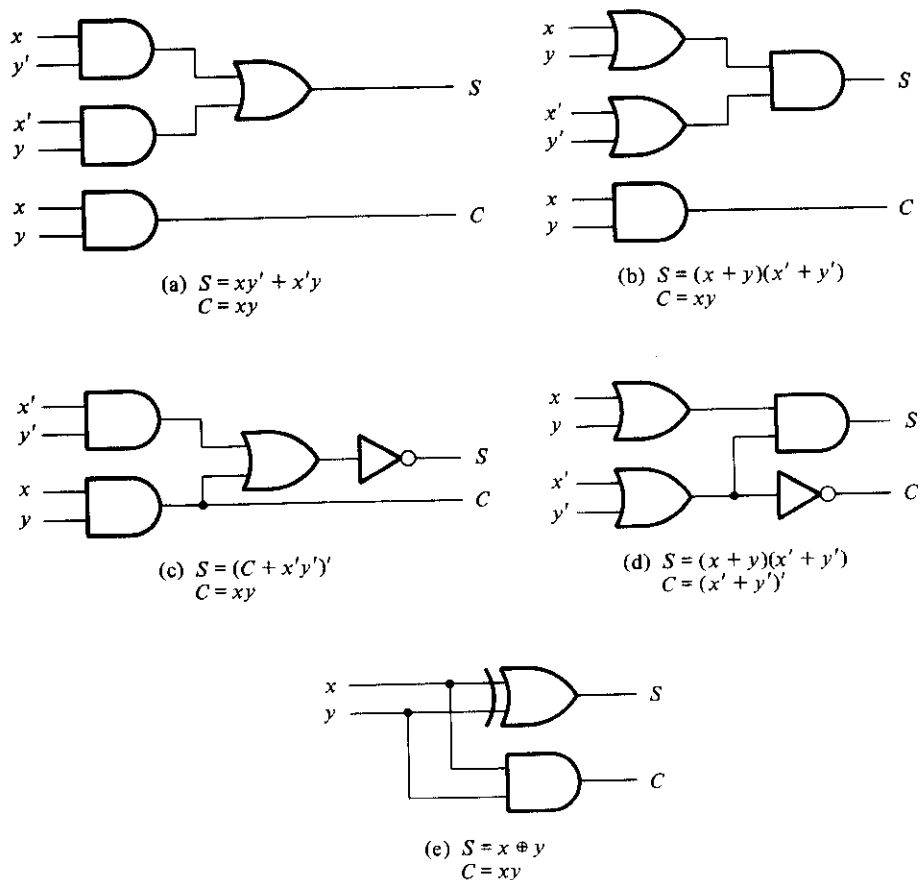 x
y'
S
x'
y
x
y
C
(a) S = xy' + x'y
C = xy
x
y
S
x'
y'
x
y
C
(b) S = (x + y)(x' + y')
C = xy
x'
y'
S
x
y
C
(c) S = (C + x'y')'
C = xy
x
y
S
x'
y'
C
(d) S = (x + y)(x' + y')
C = (x' + y')'
x
y
S
C
(e) S = x ⊕ y
C = xy